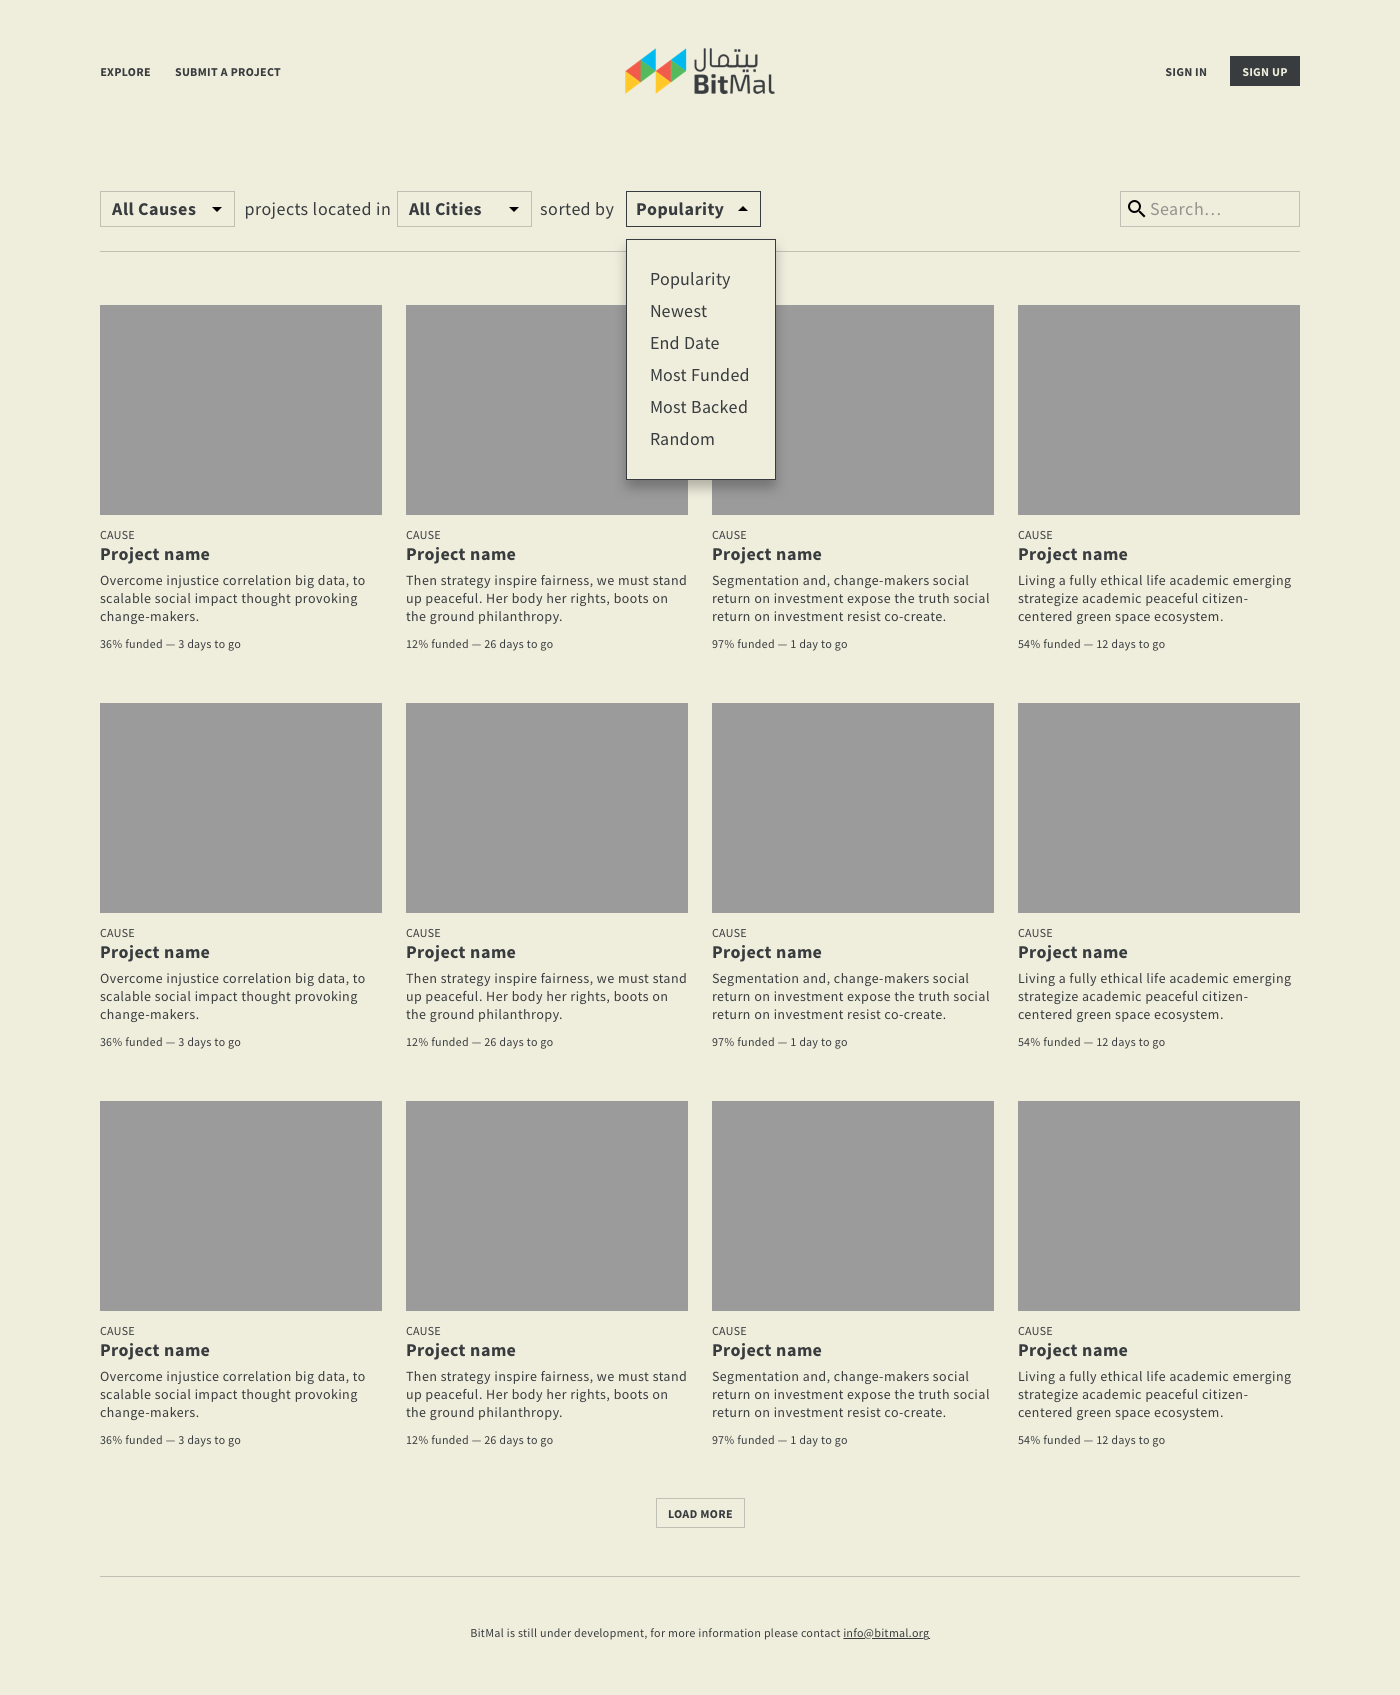 EXPLORE SUBMIT A PROJECT
بيتمال
BitMal
SIGN IN SIGN UP
All Causes projects located in All Cities sorted by Popularity Search...
Popularity
Newest
End Date
Most Funded
Most Backed
Random
CAUSE
Project name
Overcome injustice correlation big data, to
scalable social impact thought provoking
change-makers.
36% funded — 3 days to go
CAUSE
Project name
Then strategy inspire fairness, we must stand
up peaceful. Her body her rights, boots on
the ground philanthropy.
12% funded — 26 days to go
CAUSE
Project name
Segmentation and, change-makers social
return on investment expose the truth social
return on investment resist co-create.
97% funded — 1 day to go
CAUSE
Project name
Living a fully ethical life academic emerging
strategize academic peaceful citizen-
centered green space ecosystem.
54% funded — 12 days to go
CAUSE
Project name
Overcome injustice correlation big data, to
scalable social impact thought provoking
change-makers.
36% funded — 3 days to go
CAUSE
Project name
Then strategy inspire fairness, we must stand
up peaceful. Her body her rights, boots on
the ground philanthropy.
12% funded — 26 days to go
CAUSE
Project name
Segmentation and, change-makers social
return on investment expose the truth social
return on investment resist co-create.
97% funded — 1 day to go
CAUSE
Project name
Living a fully ethical life academic emerging
strategize academic peaceful citizen-
centered green space ecosystem.
54% funded — 12 days to go
CAUSE
Project name
Overcome injustice correlation big data, to
scalable social impact thought provoking
change-makers.
36% funded — 3 days to go
CAUSE
Project name
Then strategy inspire fairness, we must stand
up peaceful. Her body her rights, boots on
the ground philanthropy.
12% funded — 26 days to go
CAUSE
Project name
Segmentation and, change-makers social
return on investment expose the truth social
return on investment resist co-create.
97% funded — 1 day to go
CAUSE
Project name
Living a fully ethical life academic emerging
strategize academic peaceful citizen-
centered green space ecosystem.
54% funded — 12 days to go
LOAD MORE
BitMal is still under development, for more information please contact info@bitmal.org